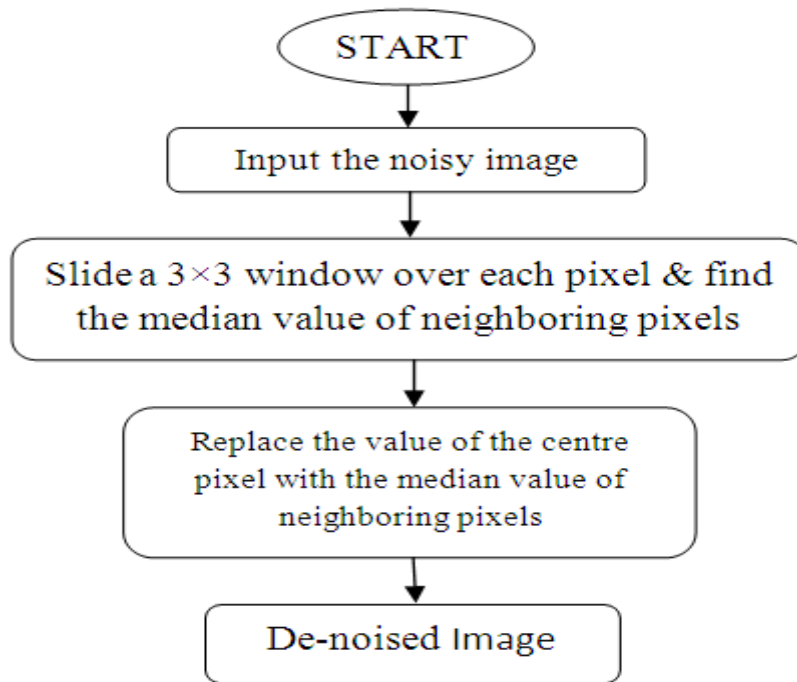 START
Input the noisy image
Slide a 3×3 window over each pixel & find
the median value of neighboring pixels
Replace the value of the centre
pixel with the median value of
neighboring pixels
De-noised Image